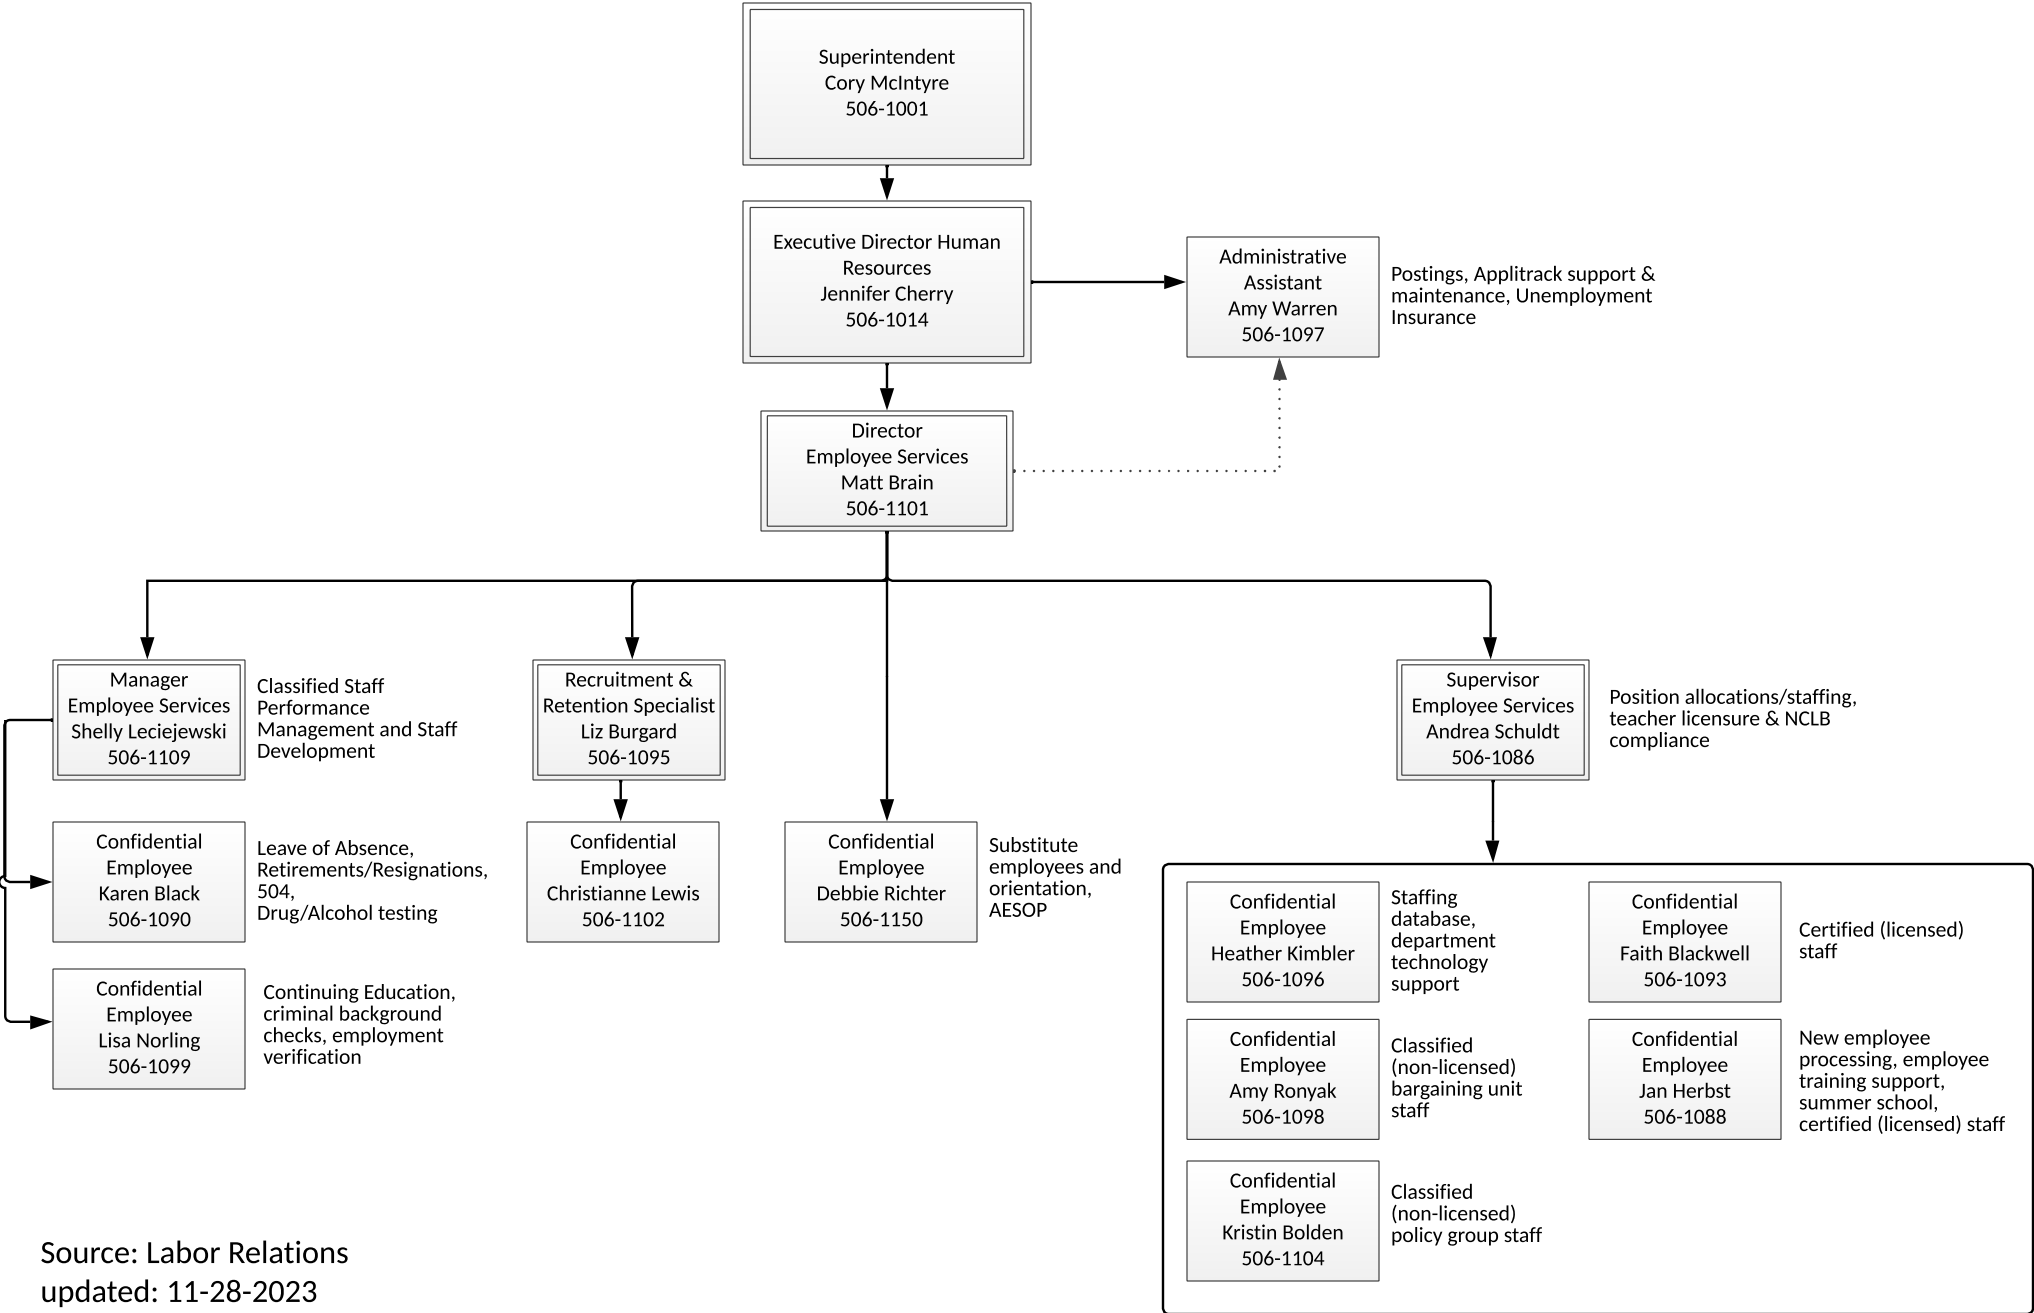 Superintendent
Cory McIntyre
506-1001
Executive Director Human
Resources
Jennifer Cherry
506-1014
Administrative
Assistant
Amy Warren
506-1097
Postings, Applitrack support &
maintenance, Unemployment
Insurance
Director
Employee Services
Matt Brain
506-1101
Manager
Employee Services
Shelly Leciejewski
506-1109
Classified Staff
Performance
Management and Staff
Development
Recruitment &
Retention Specialist
Liz Burgard
506-1095
Supervisor
Employee Services
Andrea Schuldt
506-1086
Position allocations/staffing,
teacher licensure & NCLB
compliance
Confidential
Employee
Karen Black
506-1090
Leave of Absence,
Retirements/Resignations,
504,
Drug/Alcohol testing
Confidential
Employee
Christianne Lewis
506-1102
Confidential
Employee
Debbie Richter
506-1150
Substitute
employees and
orientation,
AESOP
Confidential
Employee
Lisa Norling
506-1099
Continuing Education,
criminal background
checks, employment
verification
Confidential
Employee
Heather Kimbler
506-1096
Staffing
database,
department
technology
support
Confidential
Employee
Faith Blackwell
506-1093
Certified (licensed)
staff
Confidential
Employee
Amy Ronyak
506-1098
Classified
(non-licensed)
bargaining unit
staff
Confidential
Employee
Jan Herbst
506-1088
New employee
processing, employee
training support,
summer school,
certified (licensed) staff
Confidential
Employee
Kristin Bolden
506-1104
Classified
(non-licensed)
policy group staff
Source: Labor Relations
updated: 11-28-2023